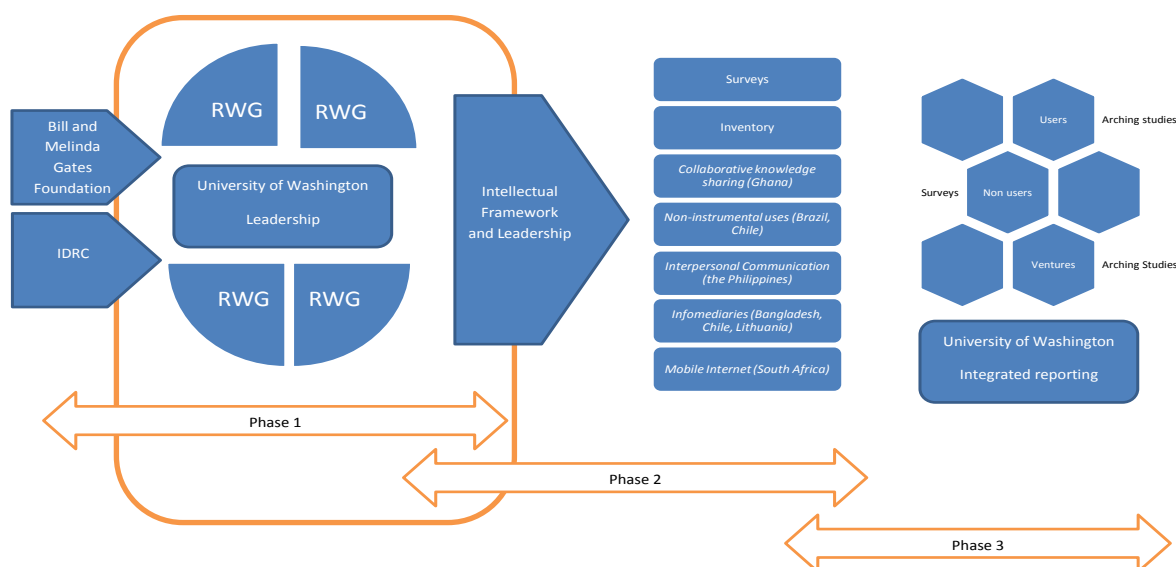 Bill and
Melinda
Gates
Foundation
IDRC
RWG
RWG
University of Washington
Leadership
RWG
RWG
Intellectual
Framework
and Leadership
Surveys
Inventory
Collaborative knowledge
sharing (Ghana)
Non-instrumental uses (Brazil,
Chile)
Interpersonal Communication
(the Philippines)
Infomediaries (Bangladesh,
Chile, Lithuania)
Mobile Internet (South Africa)
Users
Arching studies
Surveys
Non users
Ventures
Arching Studies
University of Washington
Integrated reporting
Phase 1
Phase 2
Phase 3